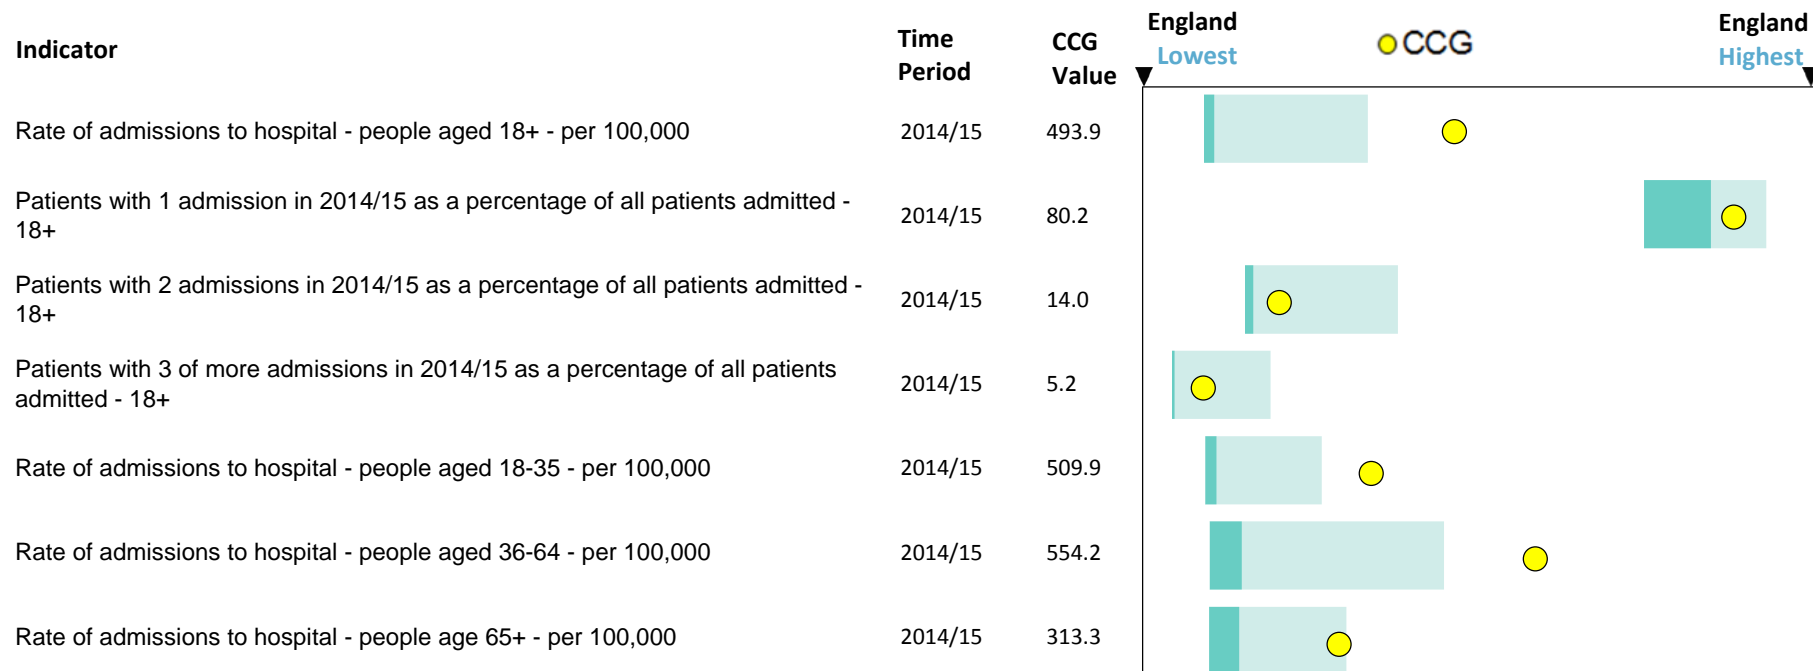 Indicator
Time
Period
CCG
Value
England
Lowest
CCG
England
Highest
Rate of admissions to hospital - people aged 18+ - per 100,000 2014/15 493.9
Patients with 1 admission in 2014/15 as a percentage of all patients admitted -
18+
2014/15 80.2
Patients with 2 admissions in 2014/15 as a percentage of all patients admitted -
18+
2014/15 14.0
Patients with 3 of more admissions in 2014/15 as a percentage of all patients
admitted - 18+
2014/15 5.2
Rate of admissions to hospital - people aged 18-35 - per 100,000 2014/15 509.9
Rate of admissions to hospital - people aged 36-64 - per 100,000 2014/15 554.2
Rate of admissions to hospital - people age 65+ - per 100,000 2014/15 313.3